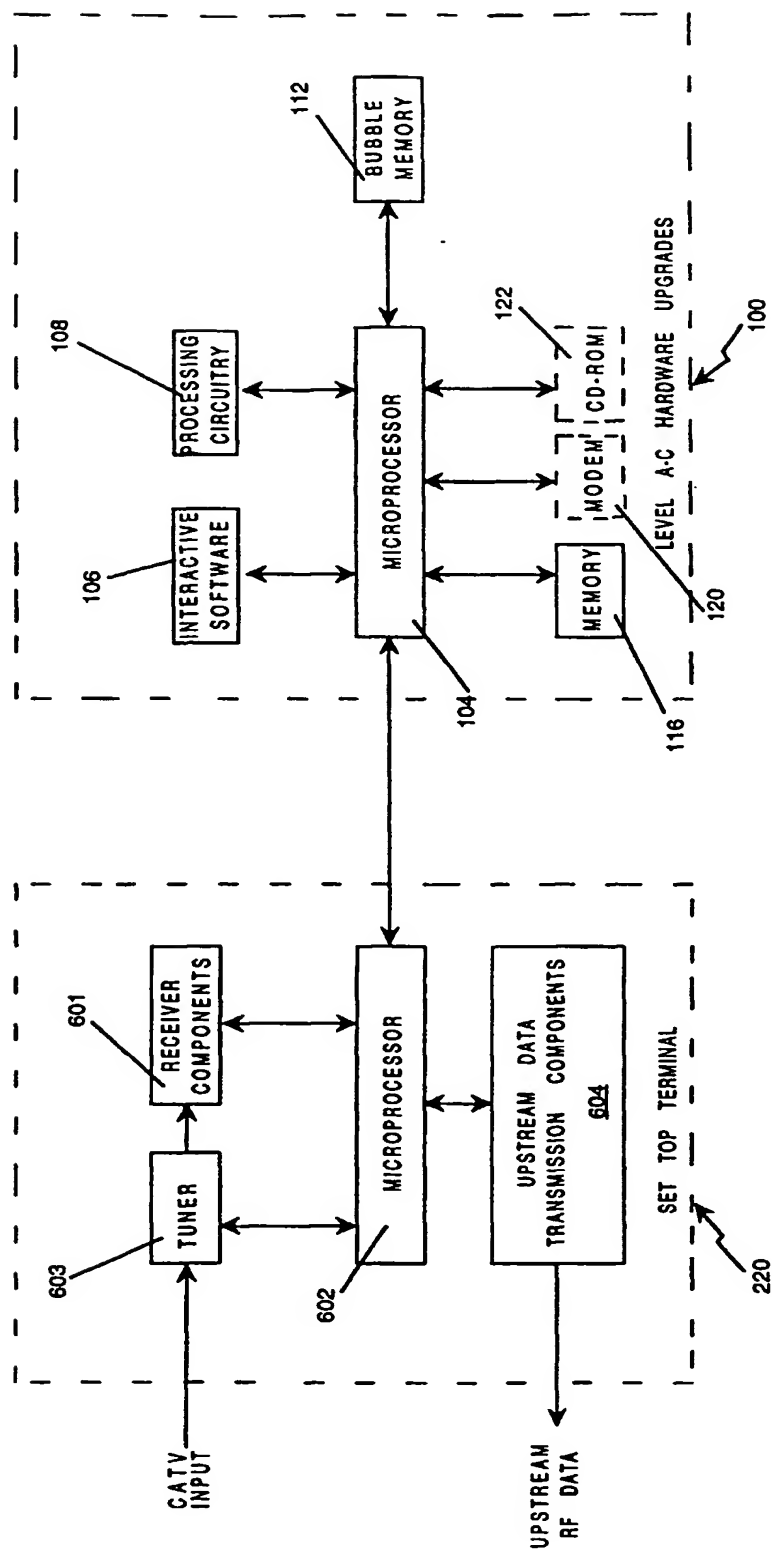 CATV
INPUT
603
TUNER
601
RECEIVER
COMPONENTS
602
MICROPROCESSOR
UPSTREAM DATA
TRANSMISSION COMPONENTS
604
UPSTREAM
RF DATA
SET TOP TERMINAL
220
106
INTERACTIVE
SOFTWARE
108
PROCESSING
CIRCUITRY
104
MICROPROCESSOR
112
BUBBLE
MEMORY
116
MEMORY
120
MODEM
122
CD-ROM
LEVEL A-C HARDWARE UPGRADES
100